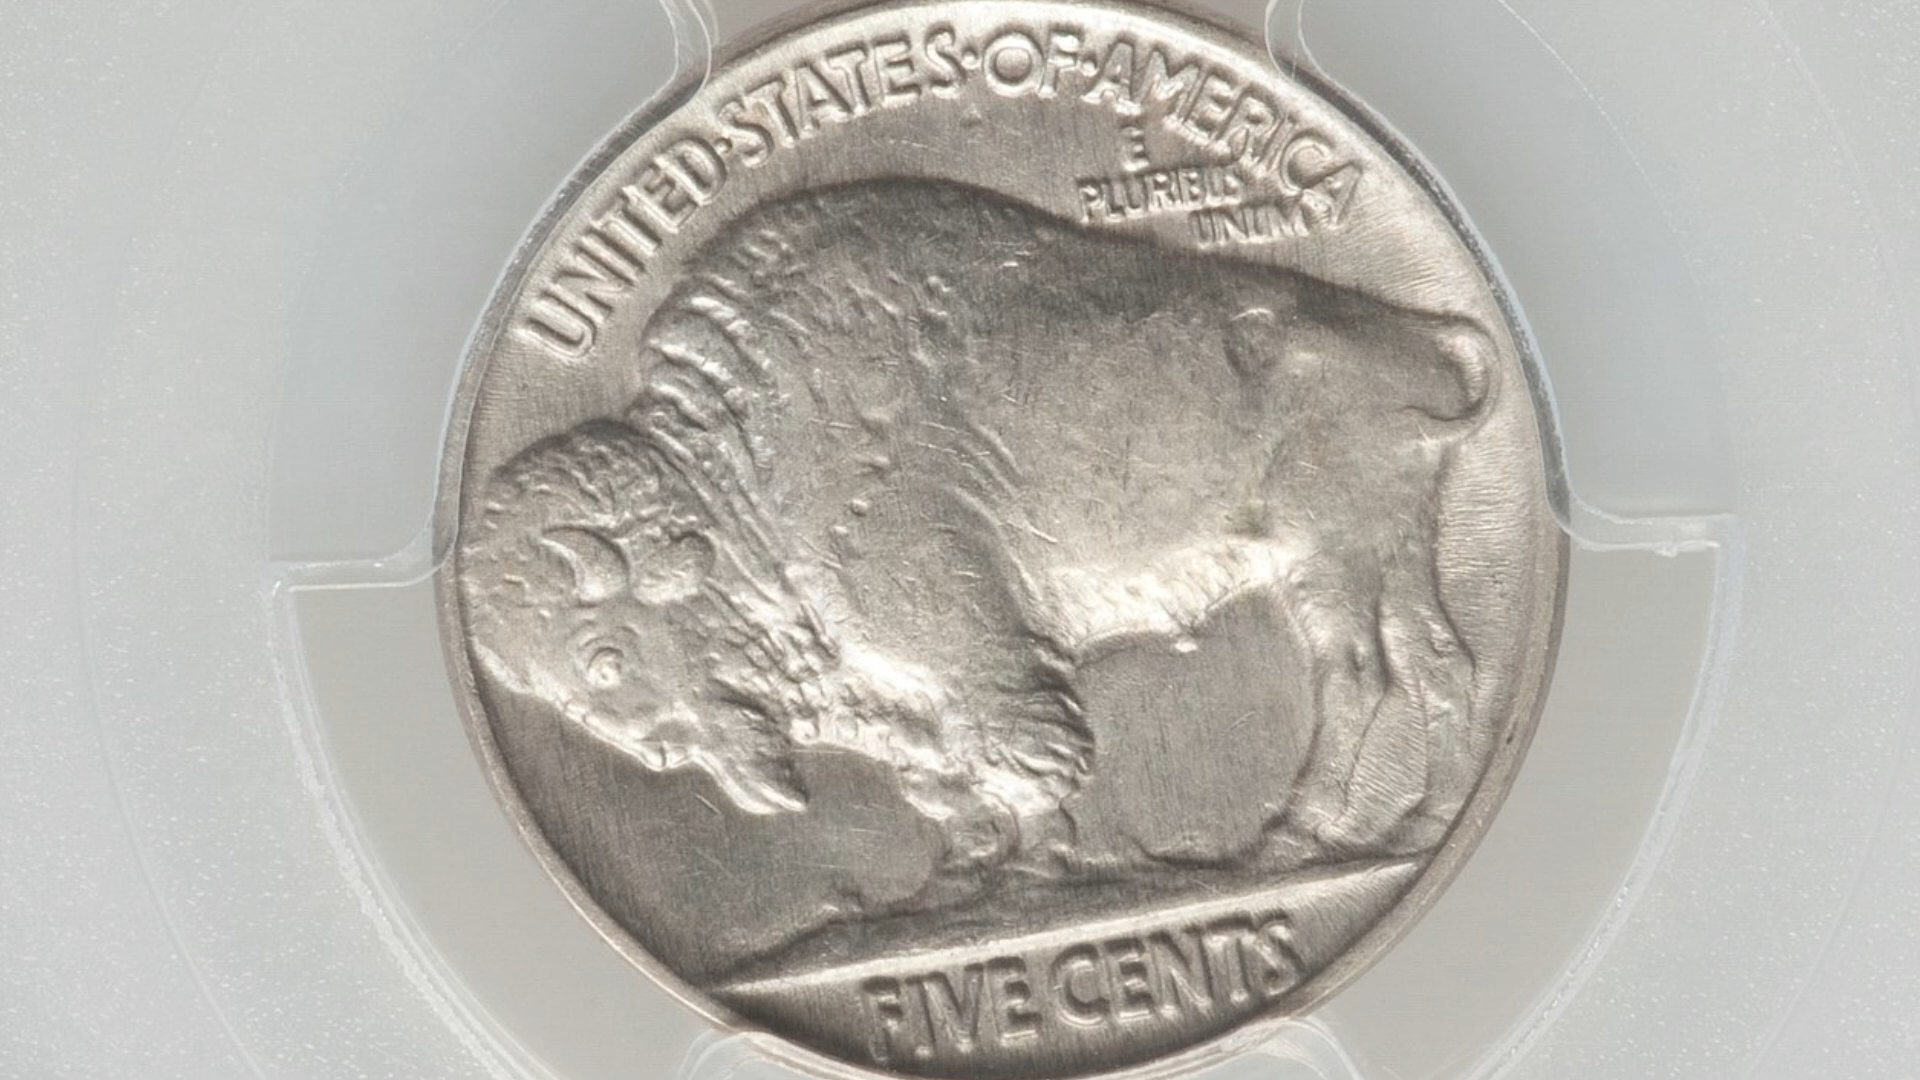 UNITED·STATES·OF·AMERICA
E
PLURIBUS
UNUM
FIVE CENTS